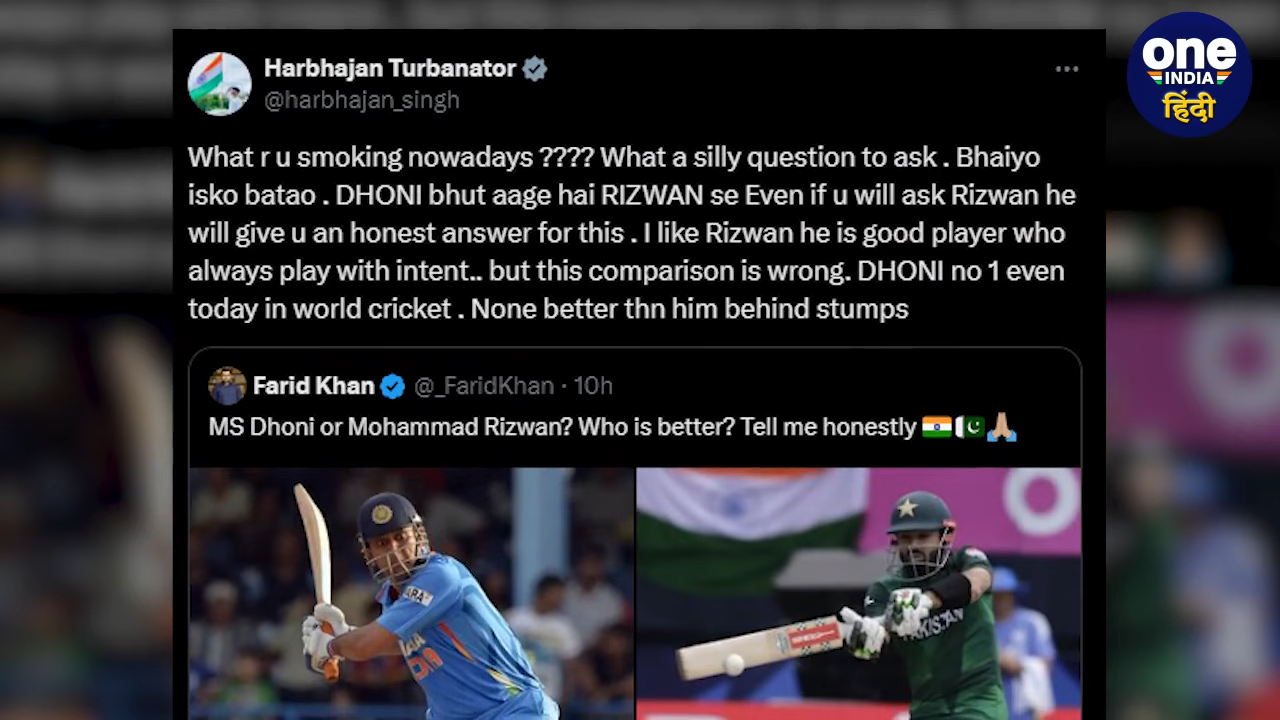 Harbhajan Turbanator
@harbhajan_singh
What r u smoking nowadays ???? What a silly question to ask . Bhaiyo
isko batao . DHONI bhut aage hai RIZWAN se Even if u will ask Rizwan he
will give u an honest answer for this . I like Rizwan he is good player who
always play with intent.. but this comparison is wrong. DHONI no 1 even
today in world cricket . None better thn him behind stumps
Farid Khan @_FaridKhan · 10h
MS Dhoni or Mohammad Rizwan? Who is better? Tell me honestly 🇮🇳🇵🇰🙏🏼
one
INDIA
हिंदी